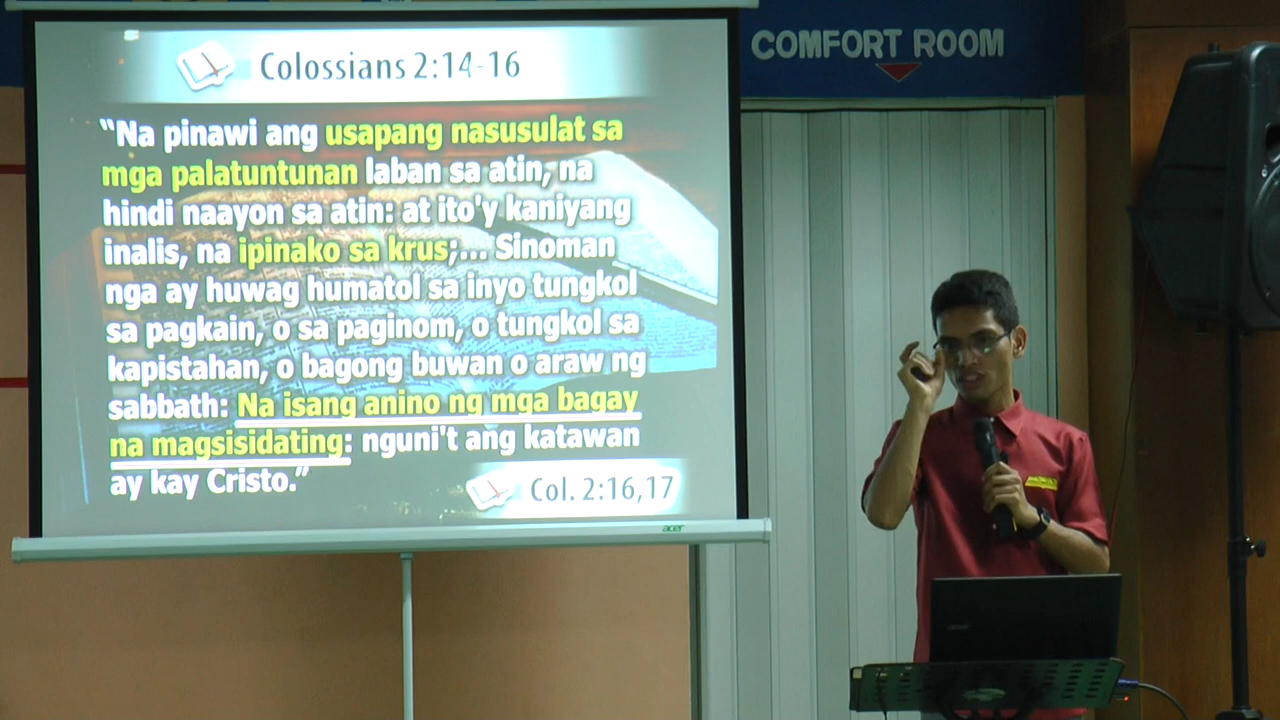 Colossians 2:14-16
COMFORT ROOM
“Na pinawi ang usapang nasusulat sa
mga palatuntunan laban sa atin, na
hindi naayon sa atin: at ito'y kaniyang
inalis, na ipinako sa krus;... Sinoman
nga ay huwag humatol sa inyo tungkol
sa pagkain, o sa paginom, o tungkol sa
kapistahan, o bagong buwan o araw ng
sabbath: Na isang anino ng mga bagay
na magsisidating: nguni't ang katawan
ay kay Cristo.”
Col. 2:16,17
acer